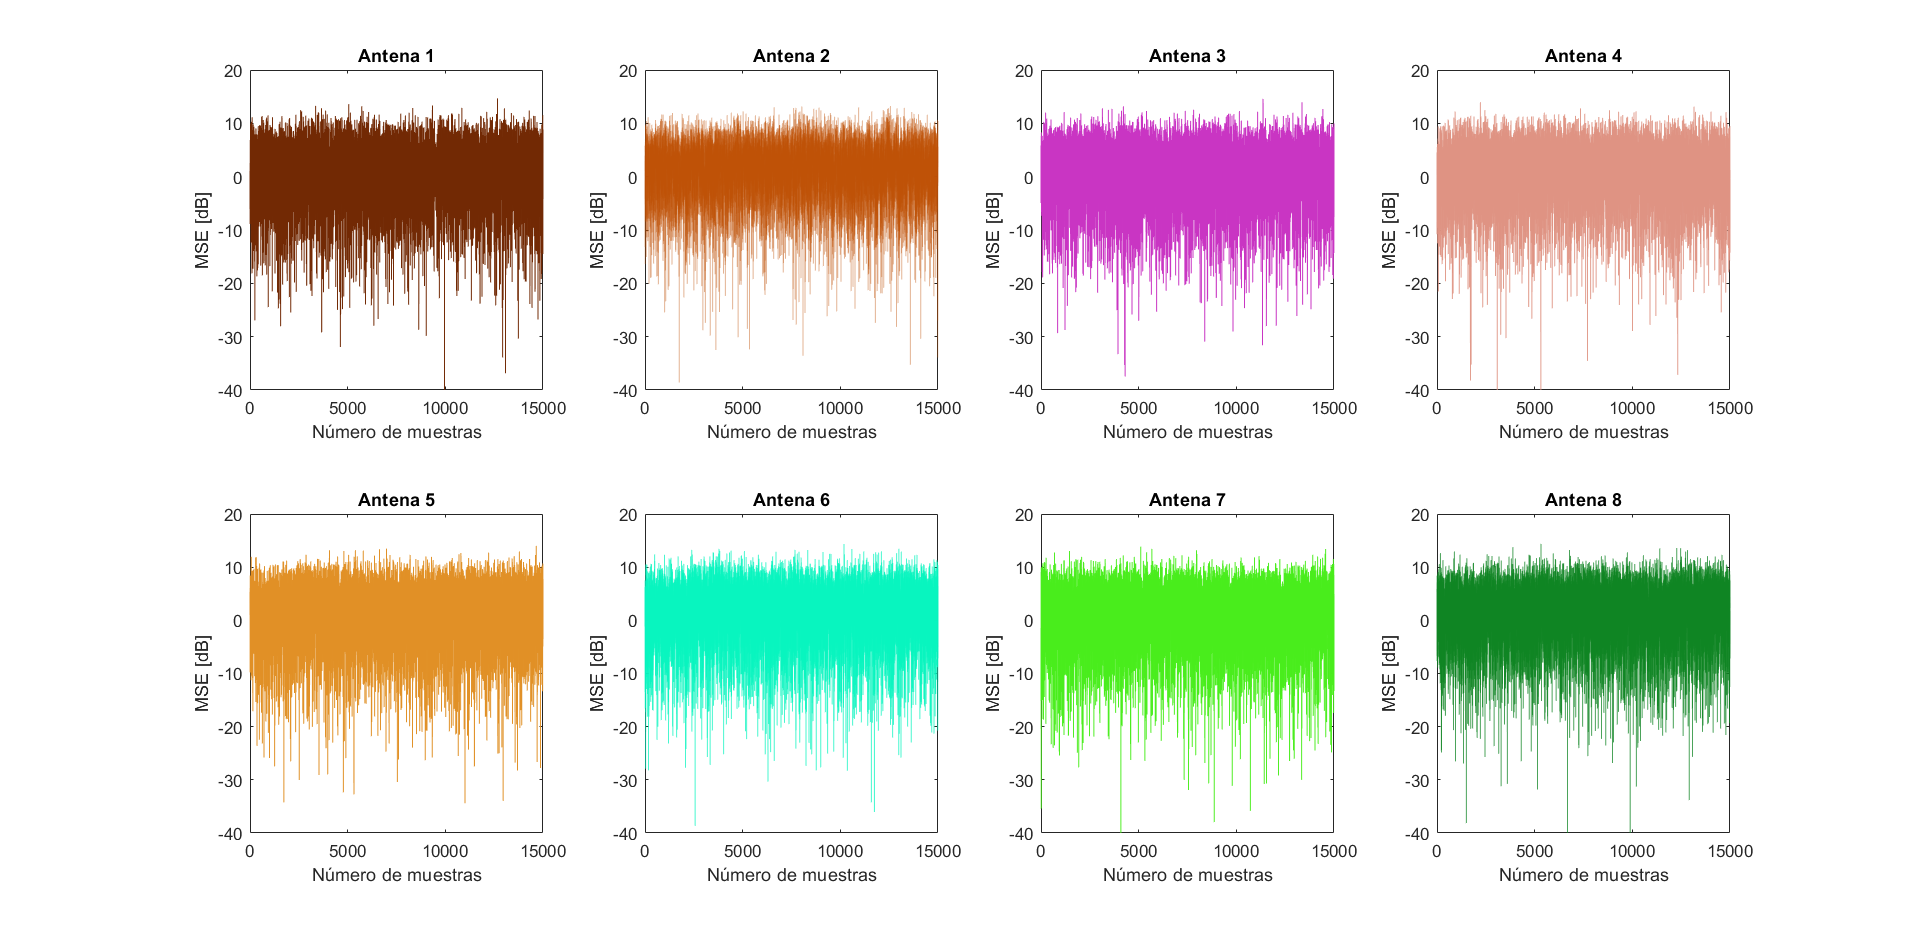 Antena 1
Antena 2
Antena 3
Antena 4
20
10
0
-10
-20
-30
-40
MSE [dB]
0 5000 10000 15000
Número de muestras
20
10
0
-10
-20
-30
-40
MSE [dB]
0 5000 10000 15000
Número de muestras
20
10
0
-10
-20
-30
-40
MSE [dB]
0 5000 10000 15000
Número de muestras
20
10
0
-10
-20
-30
-40
MSE [dB]
0 5000 10000 15000
Número de muestras
Antena 5
Antena 6
Antena 7
Antena 8
20
10
0
-10
-20
-30
-40
MSE [dB]
0 5000 10000 15000
Número de muestras
20
10
0
-10
-20
-30
-40
MSE [dB]
0 5000 10000 15000
Número de muestras
20
10
0
-10
-20
-30
-40
MSE [dB]
0 5000 10000 15000
Número de muestras
20
10
0
-10
-20
-30
-40
MSE [dB]
0 5000 10000 15000
Número de muestras